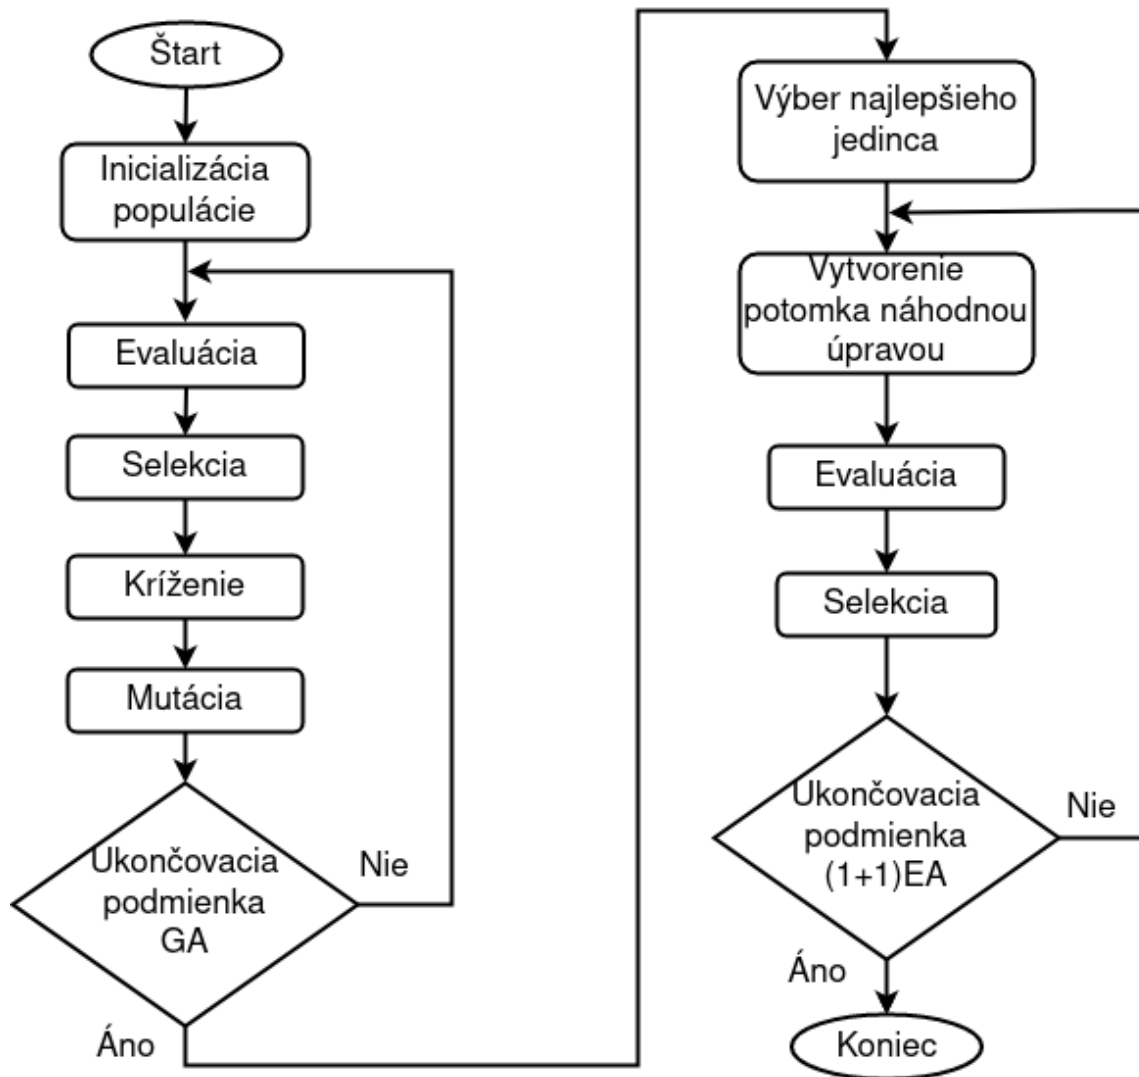 Štart
Inicializácia
populácie
Evaluácia
Selekcia
Kríženie
Mutácia
Ukončovacia
podmienka
GA
Nie
Áno
Výber najlepšieho
jedinca
Vytvorenie
potomka náhodnou
úpravou
Evaluácia
Selekcia
Ukončovacia
podmienka
(1+1)EA
Nie
Áno
Koniec